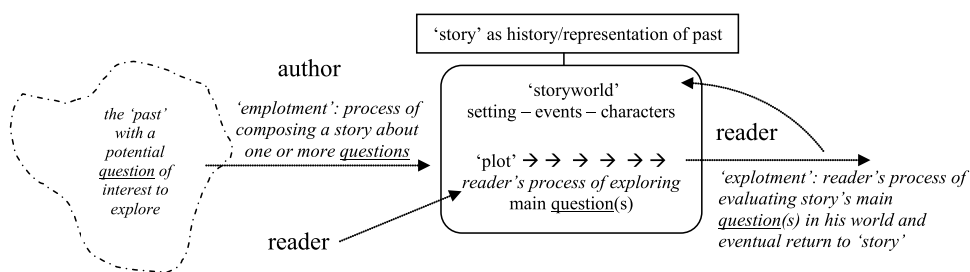 ‘story’ as history/representation of past
author
the ‘past’
with a
potential
question of
interest to
explore
‘emplotment’: process of
composing a story about
one or more questions
‘storyworld’
setting – events – characters
‘plot’ → → → → → →
reader’s process of exploring
main question(s)
reader
reader
‘explotment’: reader’s process of
evaluating story’s main
question(s) in his world and
eventual return to ‘story’